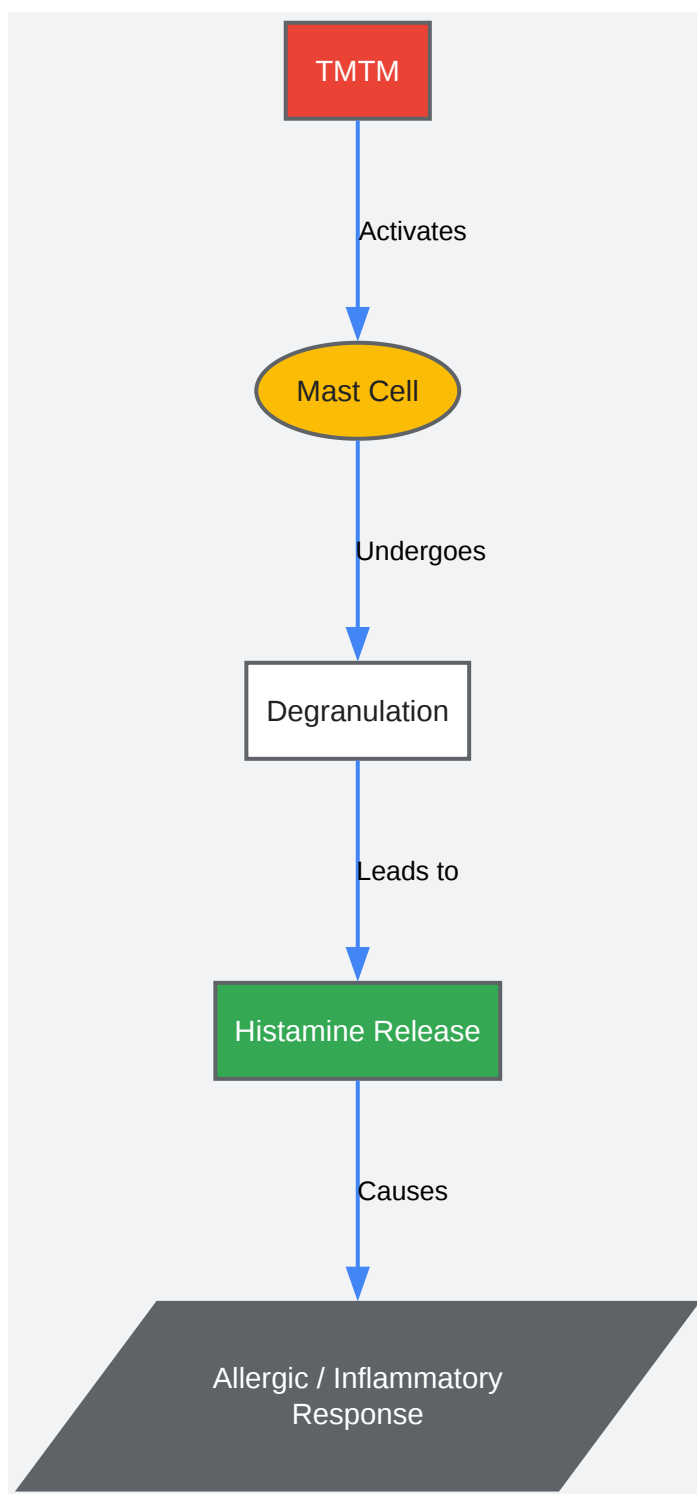 TMTM
Activates
Mast Cell
Undergoes
Degranulation
Leads to
Histamine Release
Causes
Allergic / Inflammatory
Response